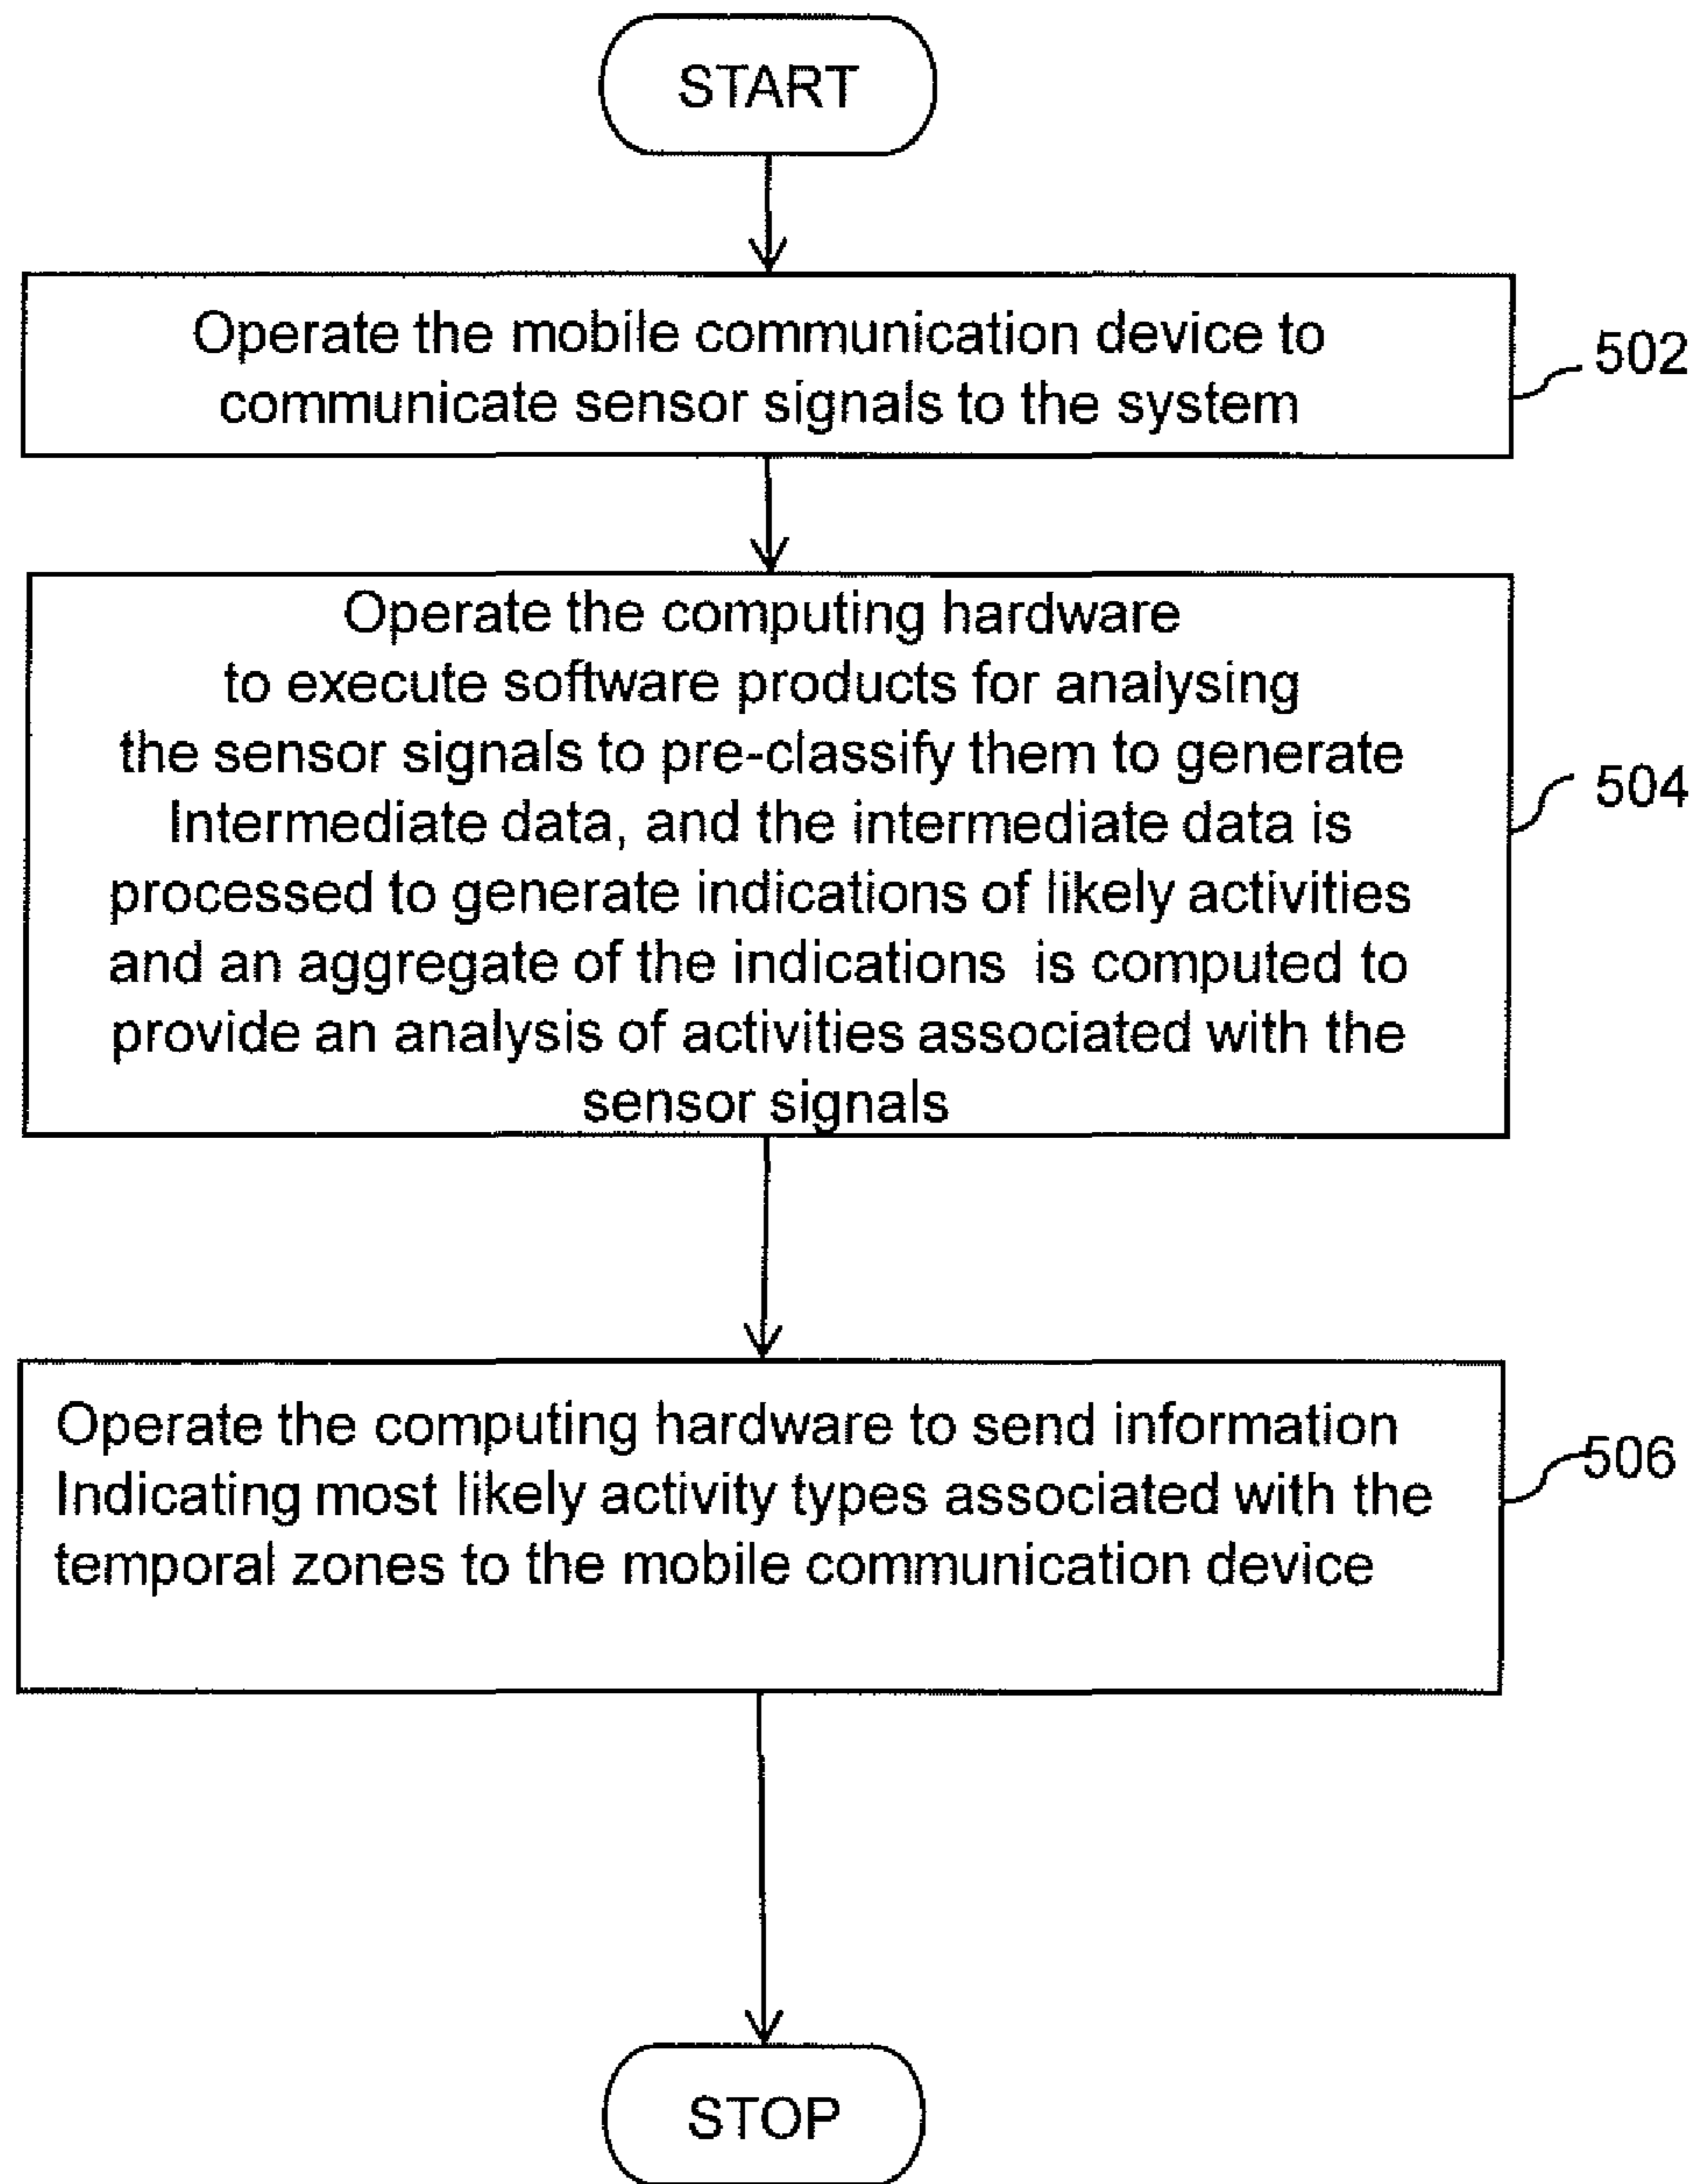 START
Operate the mobile communication device to
communicate sensor signals to the system
502
Operate the computing hardware
to execute software products for analysing
the sensor signals to pre-classify them to generate
Intermediate data, and the intermediate data is
processed to generate indications of likely activities
and an aggregate of the indications is computed to
provide an analysis of activities associated with the
sensor signals
504
Operate the computing hardware to send information
Indicating most likely activity types associated with the
temporal zones to the mobile communication device
506
STOP